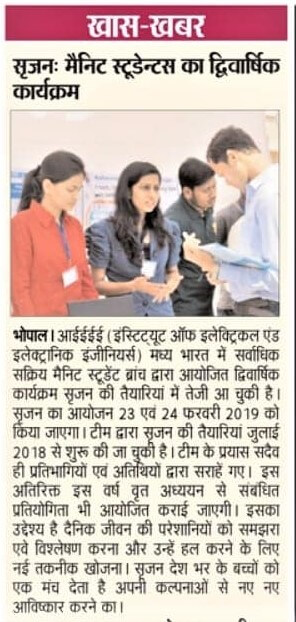 खास-खबर
सृजनः मैनिट स्टूडेन्टस का द्विवार्षिक
कार्यक्रम
भोपाल। आईईईई (इंस्टिट्यूट ऑफ इलेक्ट्रिकल एंड
इलेक्ट्रानिक इंजीनियर्स) मध्य भारत में सर्वाधिक
सक्रिय मैनिट स्टूडेंट ब्रांच द्वारा आयोजित द्विवार्षिक
कार्यक्रम सृजन की तैयारियां में तेजी आ चुकी है।
सृजन का आयोजन 23 एवं 24 फरवरी 2019 को
किया जाएगा। टीम द्वारा सृजन की तैयारियां जुलाई
2018 से शुरू की जा चुकी है। टीम के प्रयास सदैव
ही प्रतिभागियों एवं अतिथियों द्वारा सराहें गए। इस
अतिरिक्त इस वर्ष वृत अध्ययन से संबंधित
प्रतियोगिता भी आयोजित कराई जाएगी। इसका
उद्देश्य है दैनिक जीवन की परेशानियों को समझरा
एवे विश्लेषण करना और उन्हें हल करने के लिए
नई तकनीक खोजना। सृजन देश भर के बच्चों को
एक मंच देता है अपनी कल्पनाओं से नए नए
आविष्कार करने का।